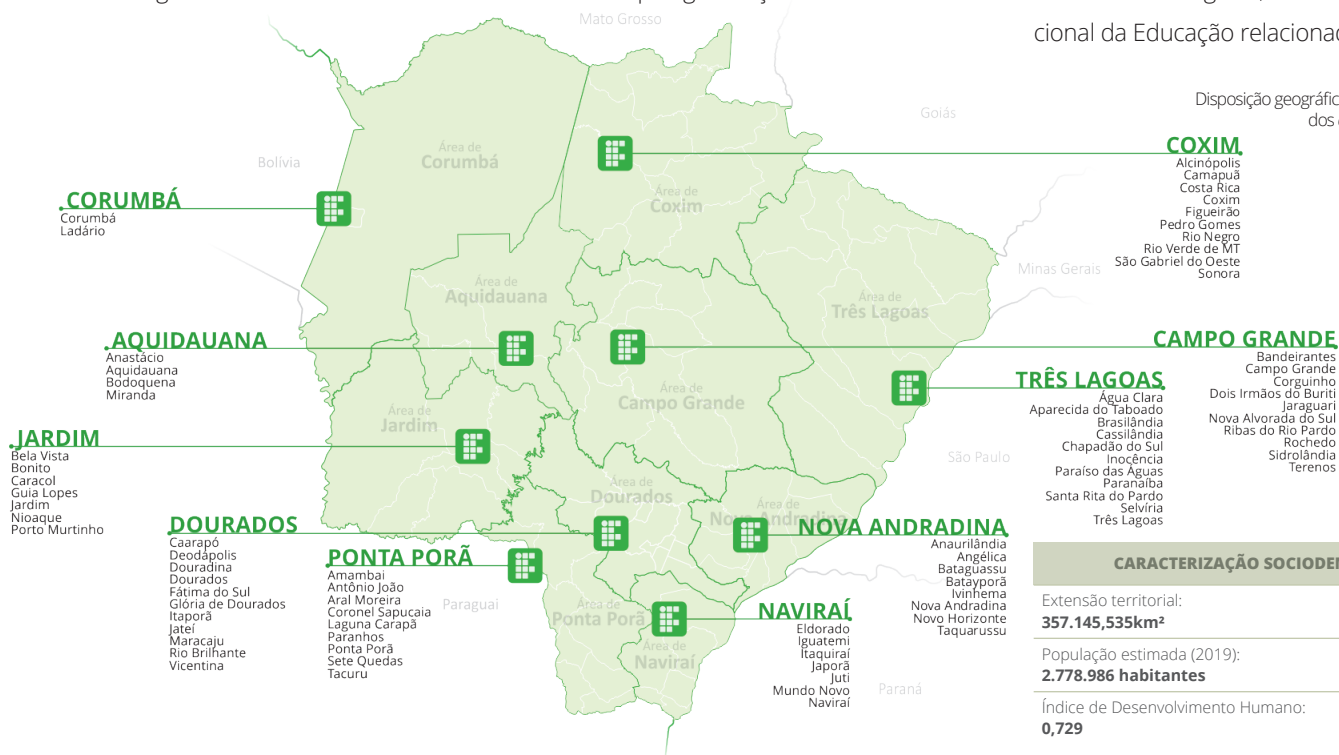 Mato Grosso
cional da Educação
Disposição
dos
Goiás
Bolívia
Minas Gerais
São Paulo
Paraguai
Paraná
Área de
Corumbá
Área de
Coxim
Área de
Aquidauana
Área de
Três Lagoas
Área de
Campo Grande
Área de
Jardim
Área de
Dourados
Área de
Nova Andradina
Área de
Ponta Porã
Área de
Naviraí
CORUMBÁ
Corumbá
Ladário
AQUIDAUANA
Anastácio
Aquidauana
Bodoquena
Miranda
JARDIM
Bela Vista
Bonito
Caracol
Guia Lopes
Jardim
Nioaque
Porto Murtinho
DOURADOS
Caarapó
Deodápolis
Douradina
Dourados
Fátima do Sul
Glória de Dourados
Itaporã
Jateí
Maracaju
Rio Brilhante
Vicentina
PONTA PORÃ
Amambai
Antônio João
Aral Moreira
Coronel Sapucaia
Laguna Carapã
Paranhos
Ponta Porã
Sete Quedas
Tacuru
COXIM
Alcinópolis
Camapuã
Costa Rica
Coxim
Figueirão
Pedro Gomes
Rio Negro
Rio Verde de MT
São Gabriel do Oeste
Sonora
CAMPO GRANDE
Bandeirantes
Campo Grande
Corguinho
Dois Irmãos do Buriti
Jaraguari
Nova Alvorada do Sul
Ribas do Rio Pardo
Rochedo
Sidrolândia
Terenos
TRÊS LAGOAS
Água Clara
Aparecida do Taboado
Brasilândia
Cassilândia
Chapadão do Sul
Inocência
Paraíso das Águas
Paranaíba
Santa Rita do Pardo
Selvíria
Três Lagoas
NOVA ANDRADINA
Anaurilândia
Angélica
Bataguassu
Batayporã
Ivinhema
Nova Andradina
Novo Horizonte
Taquarussu
NAVIRAÍ
Eldorado
Iguatemi
Itaquiraí
Japorã
Juti
Mundo Novo
Naviraí
CARACTERIZAÇÃO
Extensão territorial:
357.145,535km²
População estimada (2019):
2.778.986 habitantes
Índice de Desenvolvimento Humano:
0,729